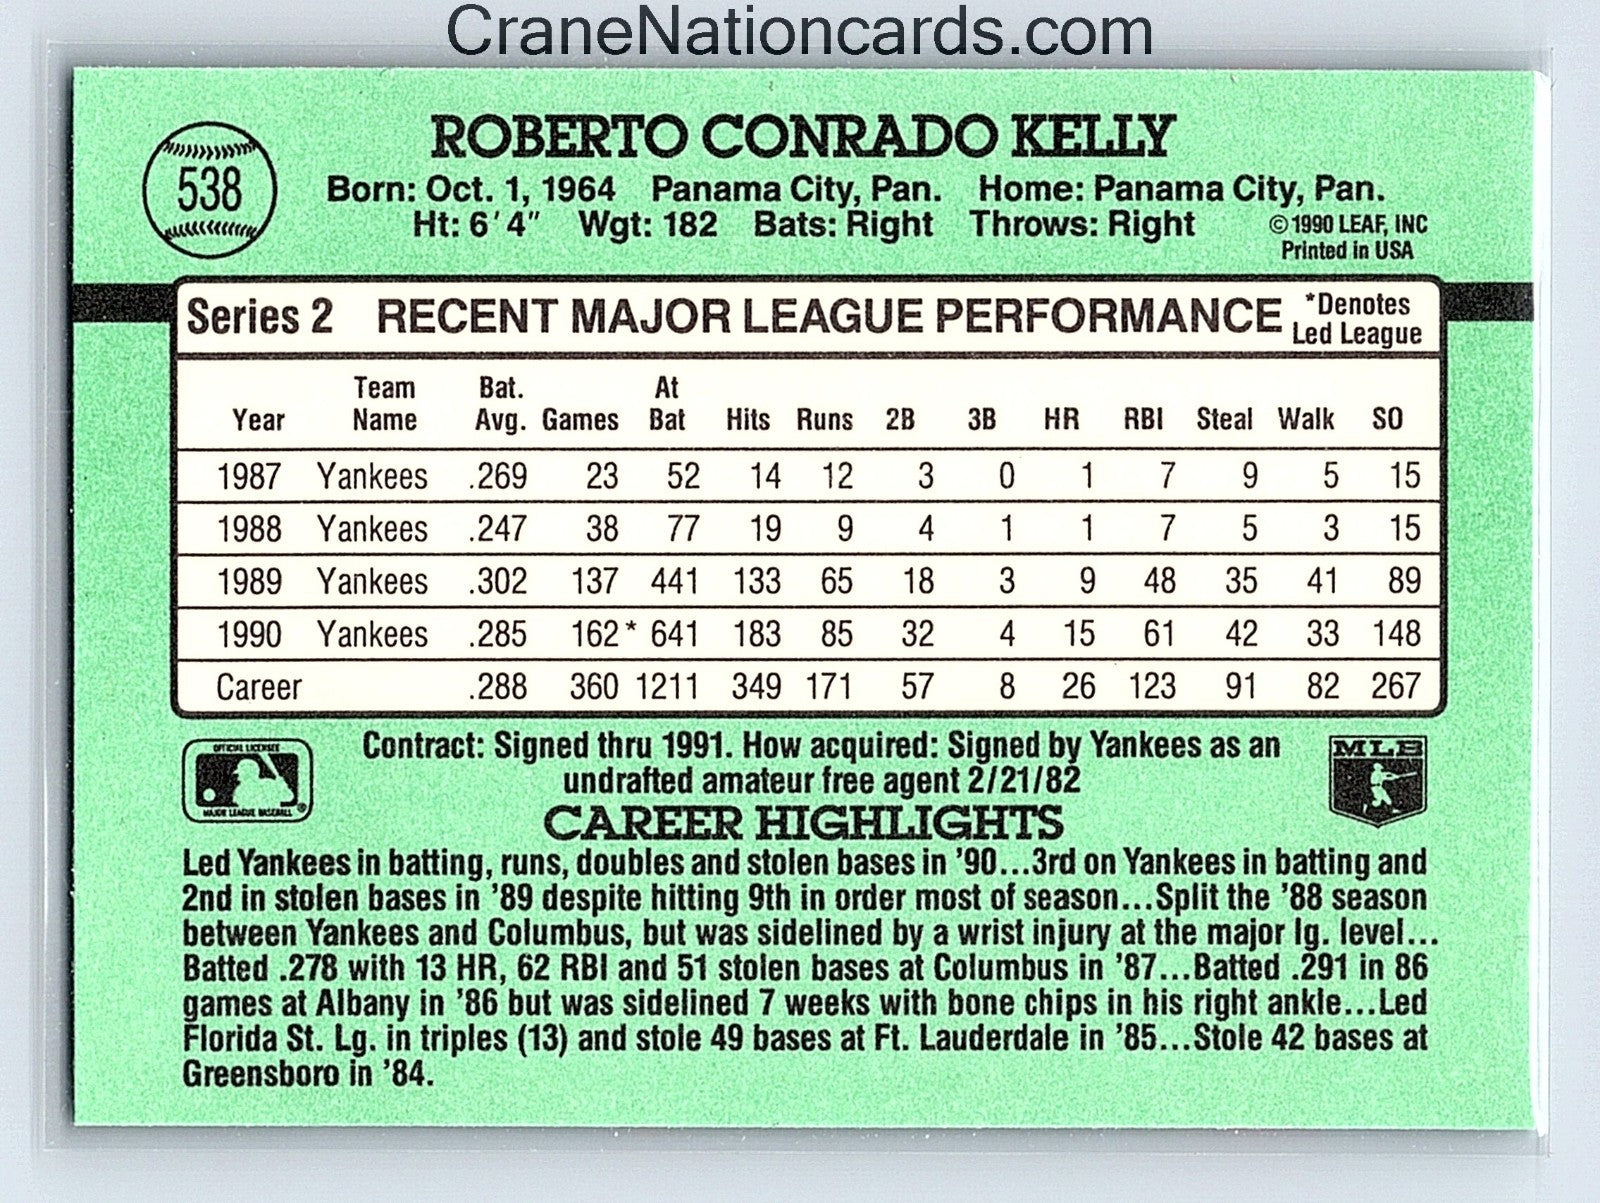 CraneNationcards.com
538
ROBERTO CONRADO KELLY
Born: Oct. 1, 1964 Panama City, Pan. Home: Panama City, Pan.
Ht: 6' 4" Wgt: 182 Bats: Right Throws: Right
©1990 LEAF, INC
Printed in USA
Series 2 RECENT MAJOR LEAGUE PERFORMANCE *Denotes Led League
Year Team Name Bat. Avg. Games At Bat Hits Runs 2B 3B HR RBI Steal Walk SO
1987 Yankees .269 23 52 14 12 3 0 1 7 9 5 15
1988 Yankees .247 38 77 19 9 4 1 1 7 5 3 15
1989 Yankees .302 137 441 133 65 18 3 9 48 35 41 89
1990 Yankees .285 162* 641 183 85 32 4 15 61 42 33 148
Career .288 360 1211 349 171 57 8 26 123 91 82 267
Contract: Signed thru 1991. How acquired: Signed by Yankees as an
undrafted amateur free agent 2/21/82
OFFICIAL LICENSEE
MAJOR LEAGUE BASEBALL ®
MLB
CAREER HIGHLIGHTS
Led Yankees in batting, runs, doubles and stolen bases in '90...3rd on Yankees in batting and
2nd in stolen bases in '89 despite hitting 9th in order most of season...Split the '88 season
between Yankees and Columbus, but was sidelined by a wrist injury at the major lg. level...
Batted .278 with 13 HR, 62 RBI and 51 stolen bases at Columbus in '87...Batted .291 in 86
games at Albany in '86 but was sidelined 7 weeks with bone chips in his right ankle...Led
Florida St. Lg. in triples (13) and stole 49 bases at Ft. Lauderdale in '85...Stole 42 bases at
Greensboro in '84.